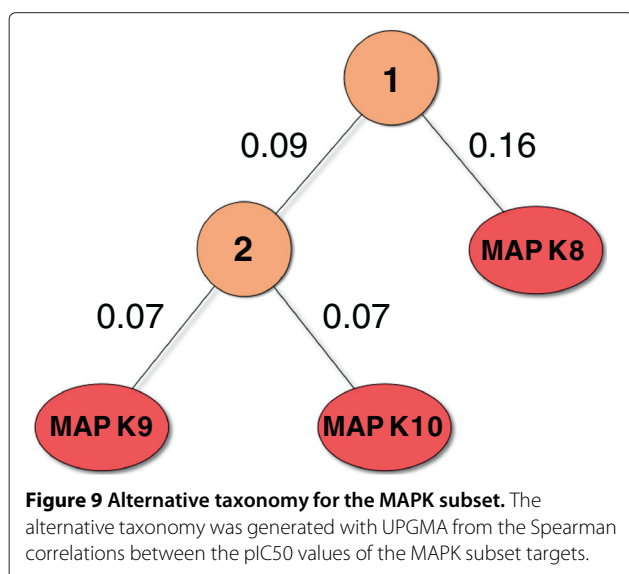 1
0.09
0.16
2
MAP K8
0.07
0.07
MAP K9
MAP K10
Figure 9 Alternative taxonomy for the MAPK subset. The
alternative taxonomy was generated with UPGMA from the Spearman
correlations between the pIC50 values of the MAPK subset targets.